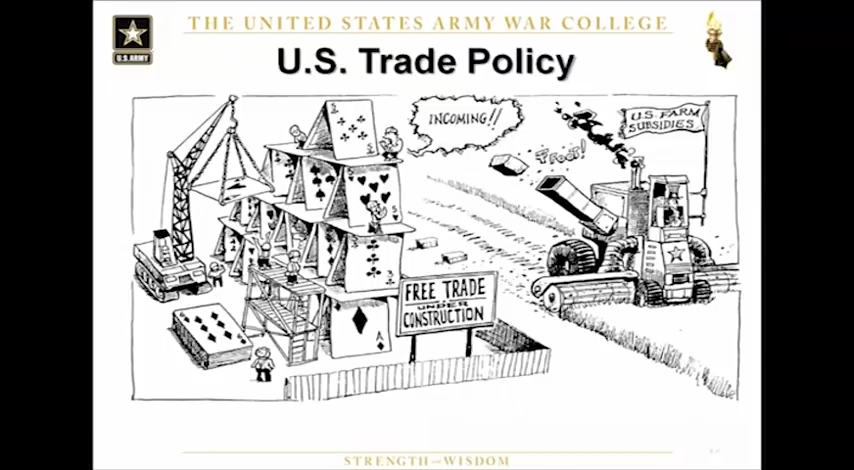 THE UNITED STATES ARMY WAR COLLEGE
U.S. ARMY
U.S. Trade Policy
INCOMING!!
TFOOT!
U.S. FARM
SUBSIDIES
FREE TRADE
UNDER
CONSTRUCTION
A
STRENGTH and WISDOM